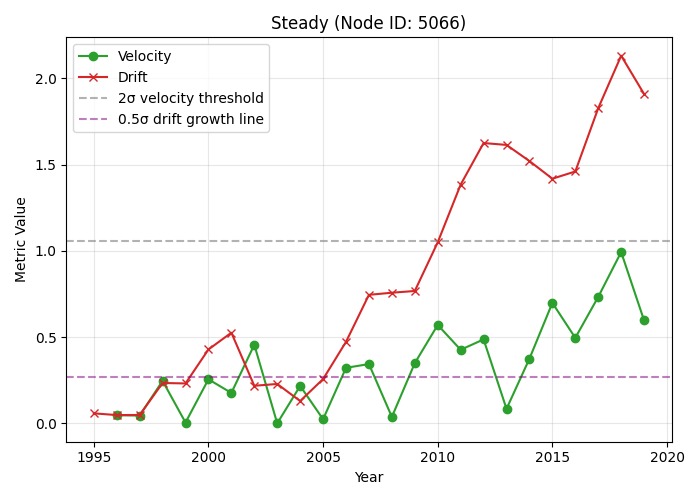 Steady (Node ID: 5066)
Velocity
Drift
2σ velocity threshold
0.5σ drift growth line
Metric Value
2.0
1.5
1.0
0.5
0.0
1995 2000 2005 2010 2015 2020
Year